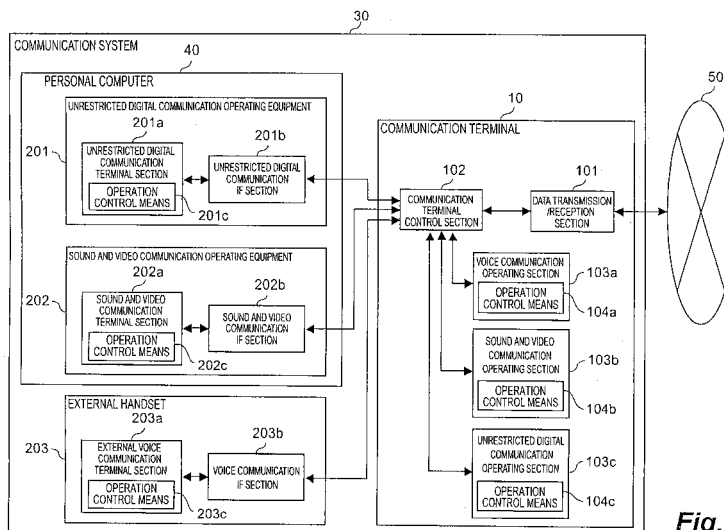 30
COMMUNICATION SYSTEM
40
PERSONAL COMPUTER
50
UNRESTRICTED DIGITAL COMMUNICATION OPERATING EQUIPMENT
10
201a
201b
COMMUNICATION TERMINAL
201
UNRESTRICTED DIGITAL
COMMUNICATION
TERMINAL SECTION
UNRESTRICTED DIGITAL
COMMUNICATION
IF SECTION
102
101
OPERATION
CONTROL MEANS
201c
COMMUNICATION
TERMINAL
CONTROL SECTION
DATA TRANSMISSION
/RECEPTION
SECTION
SOUND AND VIDEO COMMUNICATION OPERATING EQUIPMENT
202a
202b
VOICE COMMUNICATION
OPERATING SECTION
103a
202
SOUND AND VIDEO
COMMUNICATION
TERMINAL SECTION
SOUND AND VIDEO
COMMUNICATION
IF SECTION
OPERATION
CONTROL MEANS
104a
OPERATION
CONTROL MEANS
202c
SOUND AND VIDEO
COMMUNICATION
OPERATING SECTION
103b
OPERATION
CONTROL MEANS
104b
EXTERNAL HANDSET
203a
203b
203
EXTERNAL VOICE
COMMUNICATION
TERMINAL SECTION
VOICE COMMUNICATION
IF SECTION
UNRESTRICTED DIGITAL
COMMUNICATION
OPERATING SECTION
103c
OPERATION
CONTROL MEANS
203c
OPERATION
CONTROL MEANS
104c
Fig.